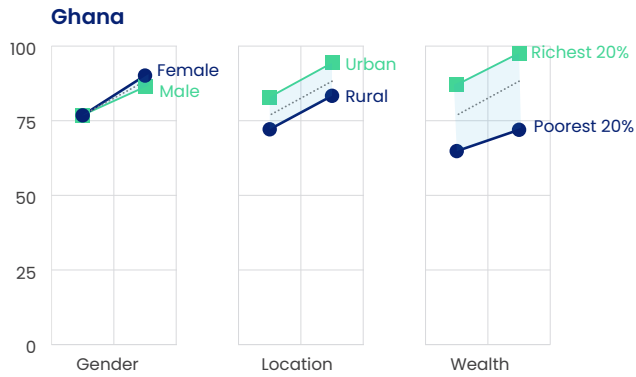 Ghana
100
75
50
25
0
Female
Male
Urban
Rural
Richest 20%
Poorest 20%
Gender
Location
Wealth